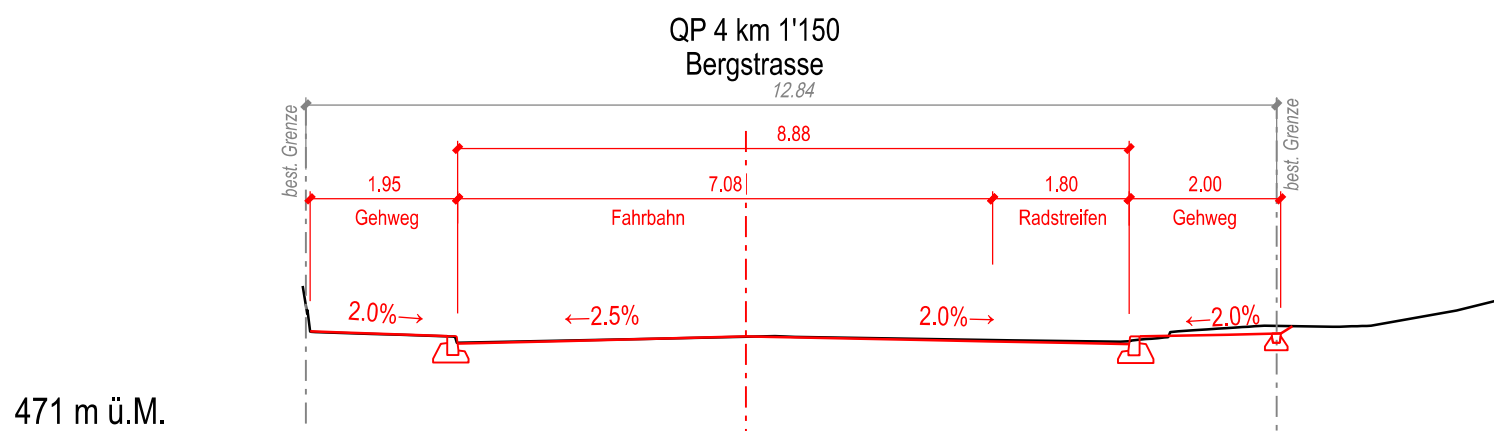 QP 4 km 1'150
Bergstrasse
12.84
best. Grenze
best. Grenze
8.88
1.95
7.08
1.80
2.00
Gehweg
Fahrbahn
Radstreifen
Gehweg
2.0%→
←2.5%
2.0%→
←2.0%
471 m ü.M.